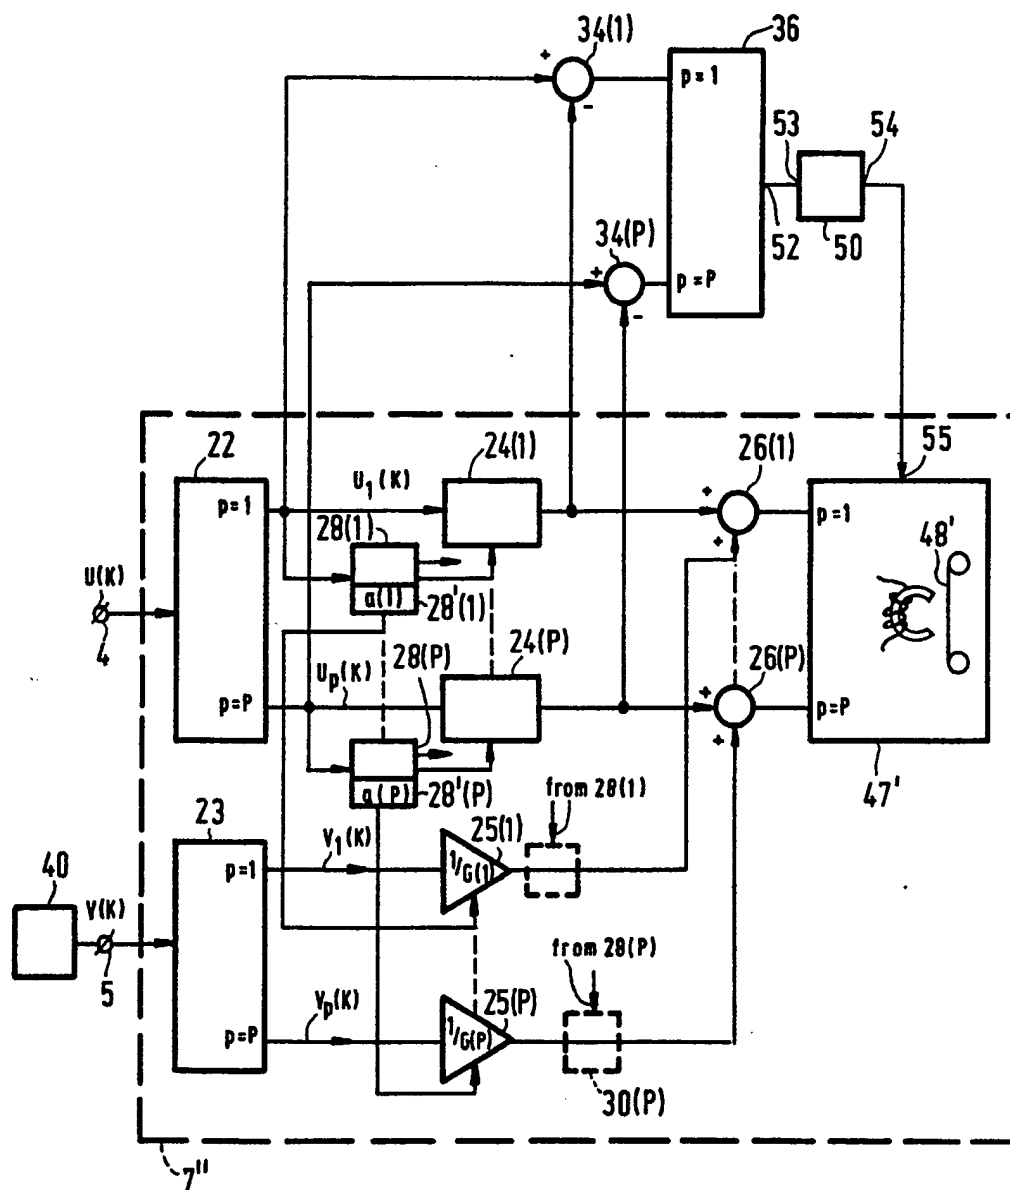 34(1)
36
+
-
p=1
53
54
34(P)
+
-
p=P
52
50
22
24(1)
26(1)
55
U1(K)
p=1
+
+
p=1
28(1)
48'
U(K)
a(1)
28'(1)
4
28(P)
24(P)
26(P)
Up(K)
p=P
+
+
p=P
a(P)
28'(P)
47'
from 28(1)
23
V1(K)
25(1)
p=1
1/G(1)
40
V(K)
5
from 28(P)
Vp(K)
25(P)
p=P
1/G(P)
30(P)
7"